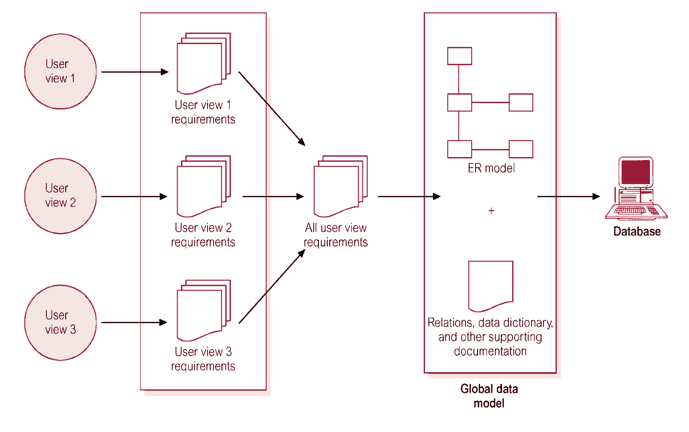 User
view 1
User view 1
requirements
User
view 2
User view 2
requirements
User
view 3
User view 3
requirements
All user view
requirements
ER model
+
Relations, data dictionary,
and other supporting
documentation
Global data
model
Database